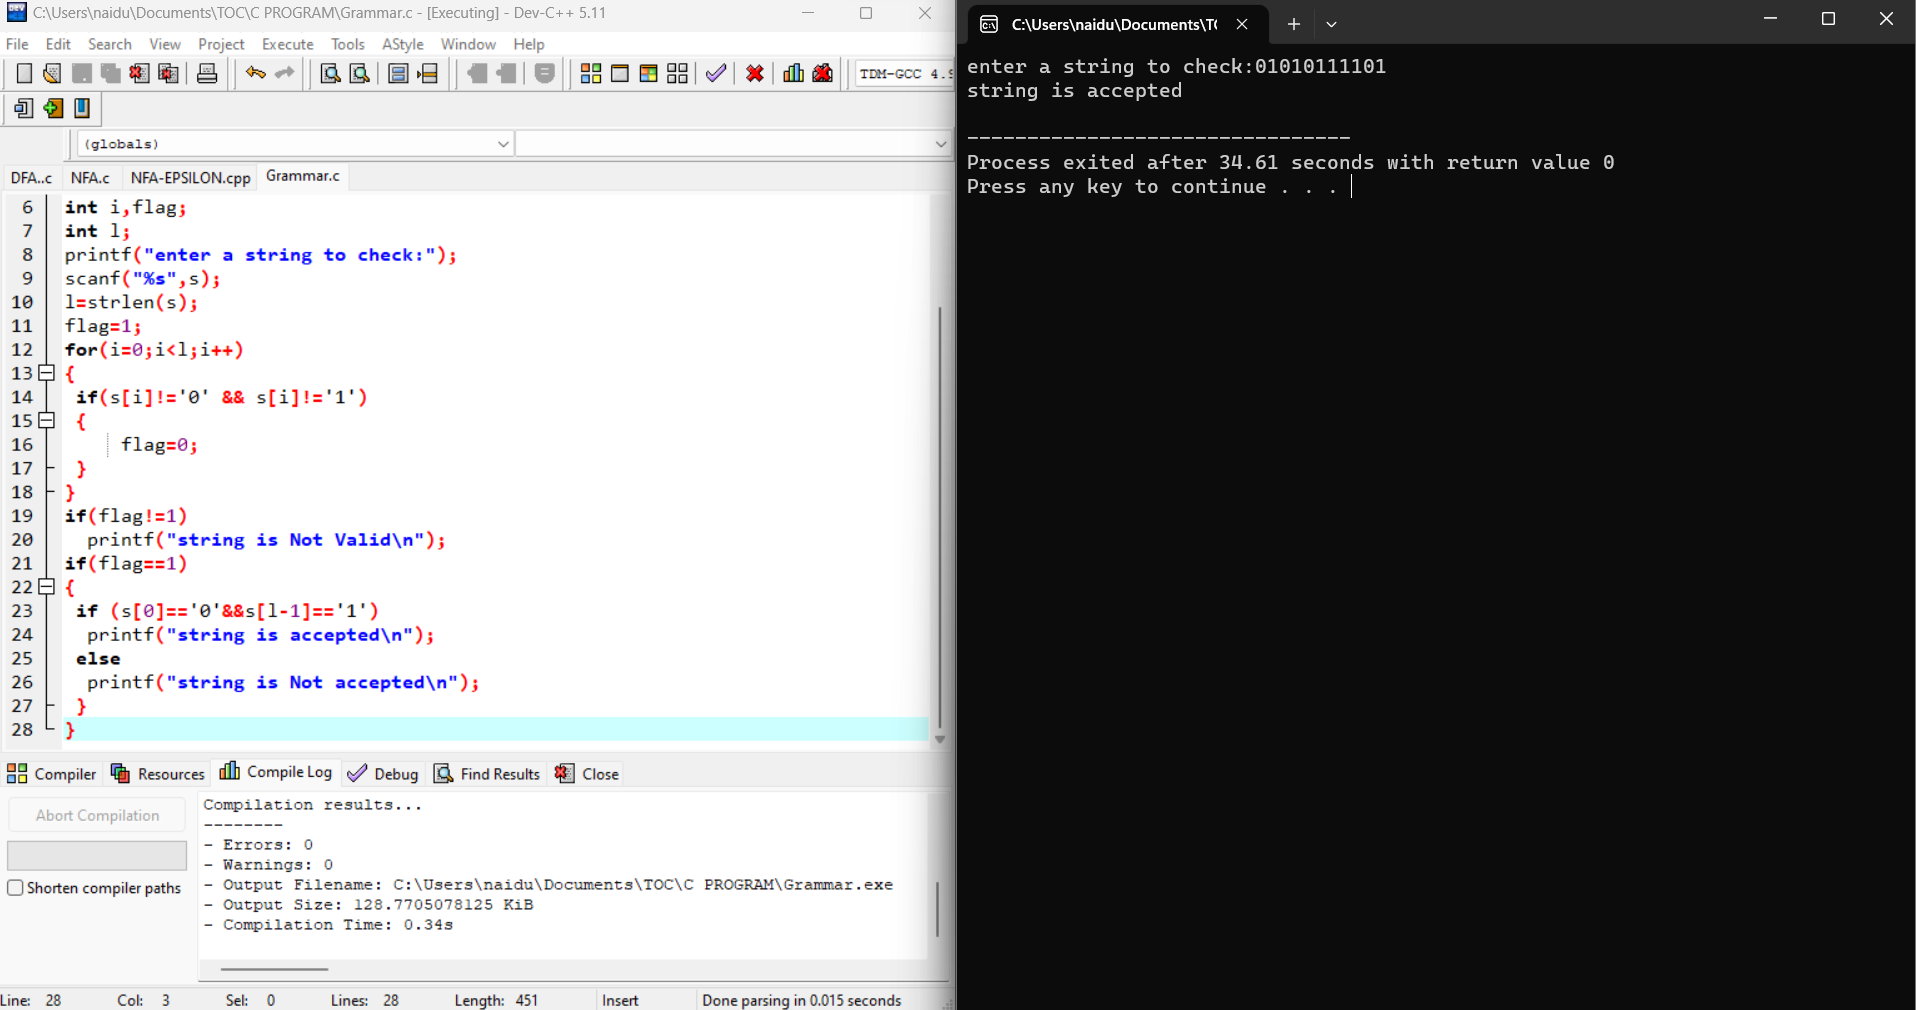 C:\Users\naidu\Documents\TOC\C PROGRAM\Grammar.c - [Executing] - Dev-C++ 5.11
File Edit Search View Project Execute Tools AStyle Window Help
TDM-GCC 4.9
(globals)
DFA..c NFA.c NFA-EPSILON.cpp Grammar.c
6 int i,flag;
7 int l;
8 printf("enter a string to check:");
9 scanf("%s",s);
10 l=strlen(s);
11 flag=1;
12 for(i=0;i<l;i++)
13 {
14 if(s[i]!='0' && s[i]!='1')
15 {
16 flag=0;
17 }
18 }
19 if(flag!=1)
20 printf("string is Not Valid\n");
21 if(flag==1)
22 {
23 if (s[0]=='0'&&s[l-1]=='1')
24 printf("string is accepted\n");
25 else
26 printf("string is Not accepted\n");
27 }
28 }
Compiler Resources Compile Log Debug Find Results Close
Abort Compilation
Shorten compiler paths
Compilation results...
--------
- Errors: 0
- Warnings: 0
- Output Filename: C:\Users\naidu\Documents\TOC\C PROGRAM\Grammar.exe
- Output Size: 128.7705078125 KiB
- Compilation Time: 0.34s
Line: 28 Col: 3 Sel: 0 Lines: 28 Length: 451 Insert Done parsing in 0.015 seconds
C:\Users\naidu\Documents\TO
enter a string to check:01010111101
string is accepted
--------------------------------
Process exited after 34.61 seconds with return value 0
Press any key to continue . . .